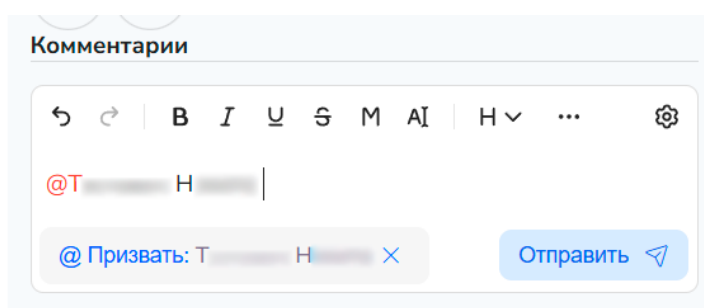 Комментарии
B I U S M AI H ...
@Т Н
@ Призвать: Т Н
Отправить